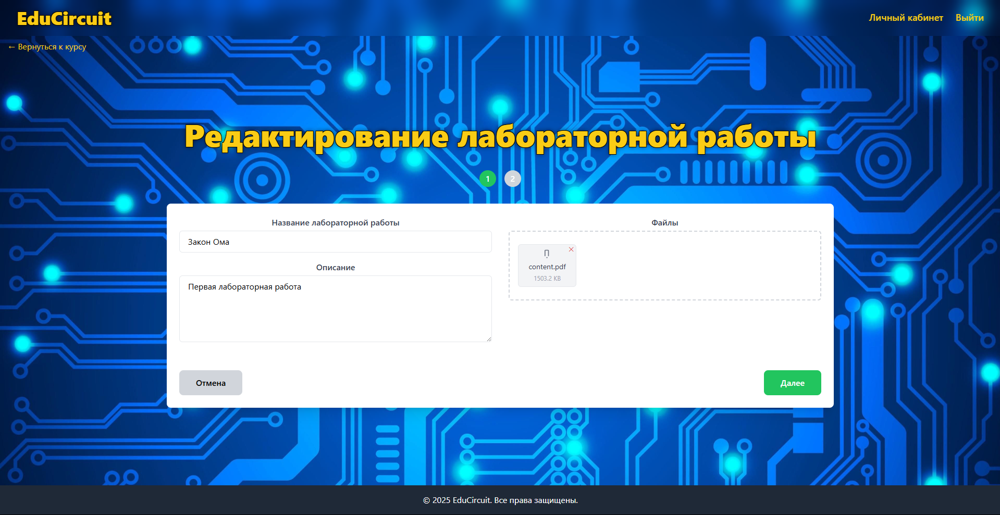 EduCircuit
Личный кабинет
Выйти
← Вернуться к курсу
Редактирование лабораторной работы
1
2
Название лабораторной работы
Закон Ома
Описание
Первая лабораторная работа
Файлы
content.pdf
1503.2 KB
Отмена
Далее
© 2025 EduCircuit. Все права защищены.